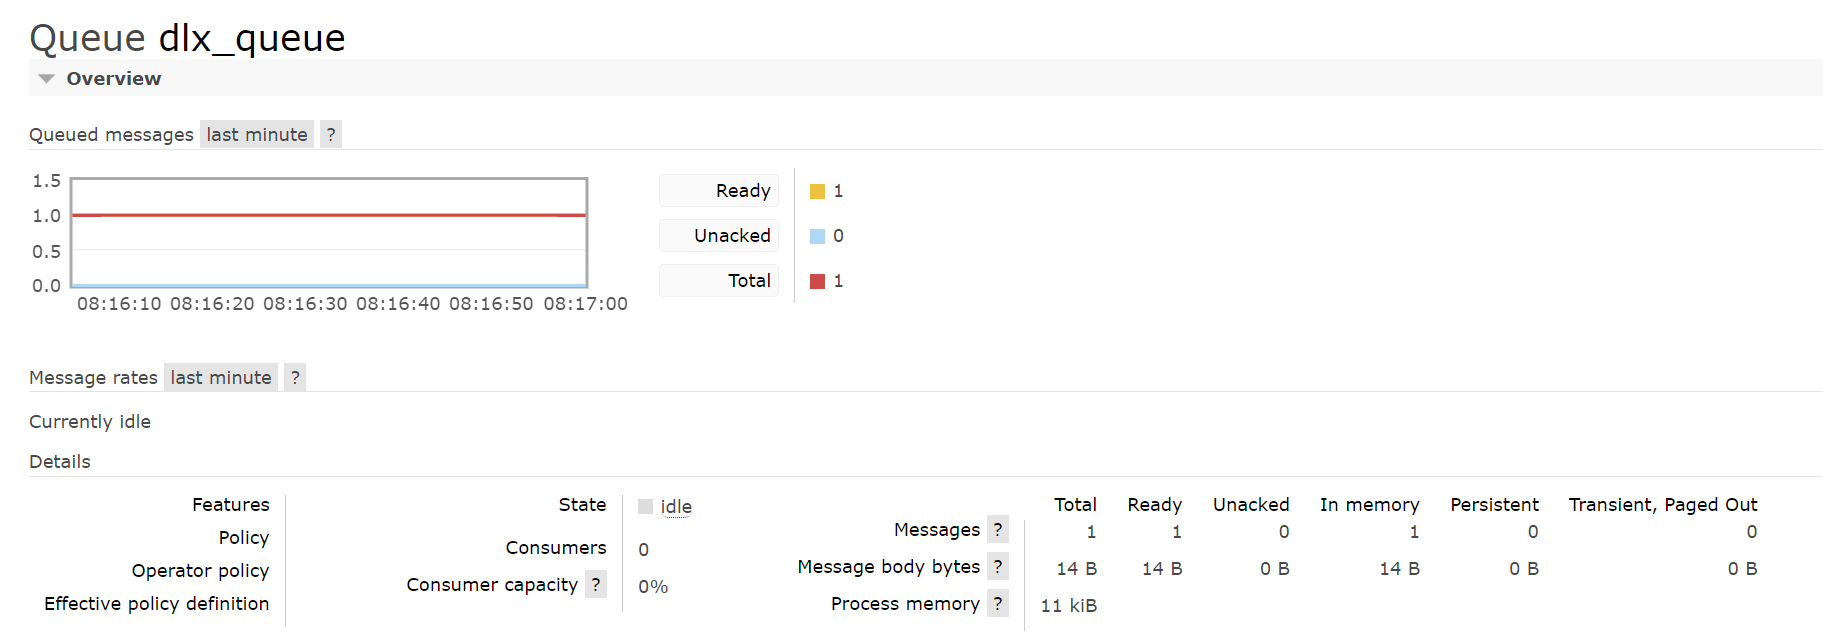 Queue dlx_queue
Overview
Queued messages last minute ?
1.5
1.0
0.5
0.0
08:16:10 08:16:20 08:16:30 08:16:40 08:16:50 08:17:00
Ready 1
Unacked 0
Total 1
Message rates last minute ?
Currently idle
Details
Features
Policy
Operator policy
Effective policy definition
State idle
Consumers 0
Consumer capacity ? 0%
Total Ready Unacked In memory Persistent Transient, Paged Out
Messages ? 1 1 0 1 0 0
Message body bytes ? 14 B 14 B 0 B 14 B 0 B 0 B
Process memory ? 11 kiB